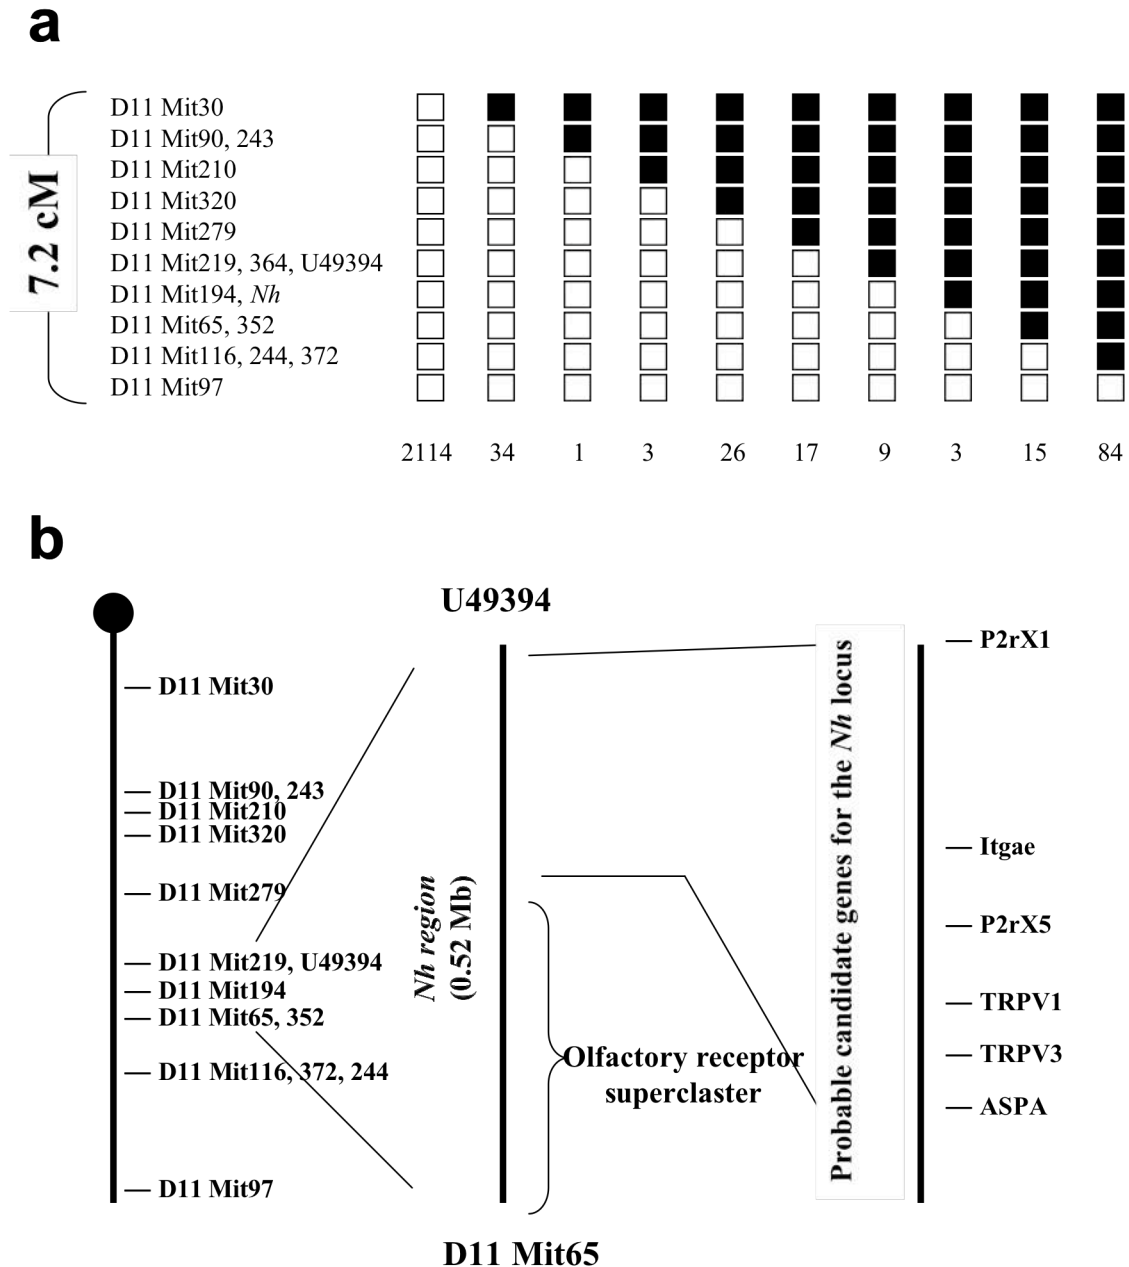 a
7.2 cM
D11 Mit30
D11 Mit90, 243
D11 Mit210
D11 Mit320
D11 Mit279
D11 Mit219, 364, U49394
D11 Mit194, Nh
D11 Mit65, 352
D11 Mit116, 244, 372
D11 Mit97
2114 34 1 3 26 17 9 3 15 84
b
D11 Mit30
D11 Mit90, 243
D11 Mit210
D11 Mit320
D11 Mit279
D11 Mit219, U49394
D11 Mit194
D11 Mit65, 352
D11 Mit116, 372, 244
D11 Mit97
U49394
Nh region
(0.52 Mb)
Olfactory receptor
superclaster
D11 Mit65
Probable candidate genes for the Nh locus
P2rX1
Itgae
P2rX5
TRPV1
TRPV3
ASPA